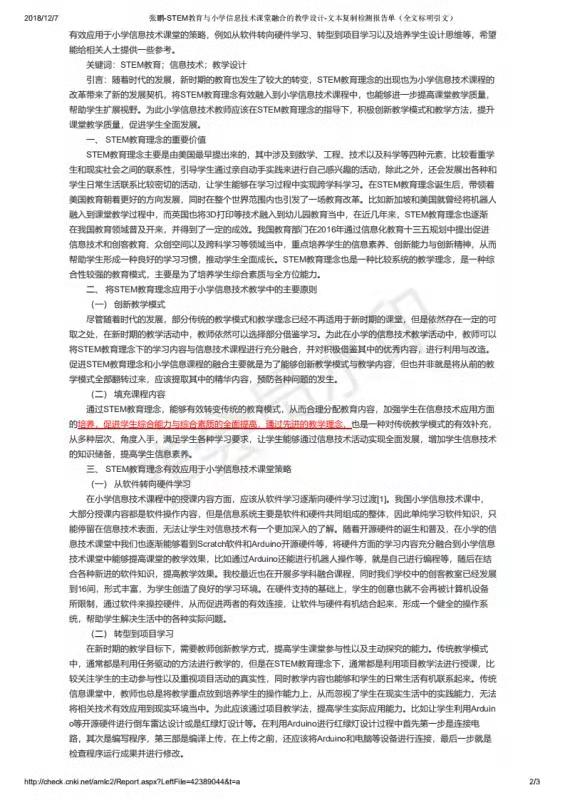 2018/12/7
张鹏-STEM教育与小学信息技术课堂融合的教学设计-文本复制检测报告单（全文标明引文）
有效应用于小学信息技术课堂的策略，例如从软件转向硬件学习、转型到项目学习以及培养学生设计思维等，希望
能给相关人士提供一些参考。
关键词：STEM教育；信息技术；教学设计
引言：随着时代的发展，新时期的教育也发生了较大的转变，STEM教育理念的出现也为小学信息技术课程的
改革带来了新的发展契机，将STEM教育理念有效融入到小学信息技术课程中，也能够进一步提高课堂教学质量，
帮助学生扩展视野。为此小学信息技术教师应该在STEM教育理念的指导下，积极创新教学模式和教学方法，提升
课堂教学质量，促进学生全面发展。
一、 STEM教育理念的重要价值
STEM教育理念主要是由美国最早提出来的，其中涉及到数学、工程、技术以及科学等四种元素，比较看重学
生和现实社会之间的联系性，引导学生通过亲自动手实践来进行自己感兴趣的活动，除此之外，还会发展出各种和
学生日常生活联系比较密切的活动，让学生能够在学习过程中实现跨学科学习。在STEM教育理念诞生后，带领着
美国教育朝着更好的方向发展，同时在整个世界范围内也引发了一场教育改革。比如新加坡和美国就曾经将机器人
融入到课堂教学过程中，而英国也将3D打印等技术融入到幼儿园教育当中，在近几年来，STEM教育理念也逐渐
在我国教育领域普及开来，并得到了一定的成效。我国教育部门在2016年通过信息化教育十三五规划中提出促进
信息技术和创客教育、众创空间以及跨科学习等领域当中，重点培养学生的信息素养、创新能力与创新精神，从而
帮助学生形成一种良好的学习习惯，推动学生全面成长。STEM教育理念也是一种比较系统的教学理念，是一种综
合性较强的教育模式，主要是为了培养学生综合素质与全方位能力。
二、 将STEM教育理念应用于小学信息技术教学中的主要原则
（一） 创新教学模式
尽管随着时代的发展，部分传统的教学模式和教学理念已经不再适用于新时期的课堂，但是依然存在一定的可
取之处，在新时期的教学活动中，教师依然可以选择部分借鉴学习。为此在小学的信息技术教学活动中，教师可以
将STEM教育理念下的学习内容与信息技术课程进行充分融合，并对积极借鉴其中的优秀内容，进行利用与改造。
促进STEM教育理念和小学信息课程的融合主要就是为了能够创新教学模式与教学内容，但也并非就是将从前的教
学模式全部翻转过来，应该提取其中的精华内容，预防各种问题的发生。
（二） 填充课程内容
通过STEM教育理念，能够有效转变传统的教育模式，从而合理分配教育内容，加强学生在信息技术应用方面
的培养，促进学生综合能力与综合素质的全面提高，通过先进的教学理念，也是一种对传统教学模式的有效补充，
从多种层次、角度入手，满足学生各种学习要求，让学生能够通过信息技术活动实现全面发展，增加学生信息技术
的知识储备，提高学生信息素养。
三、 STEM教育理念有效应用于小学信息技术课堂策略
（一） 从软件转向硬件学习
在小学信息技术课程中的授课内容方面，应该从软件学习逐渐向硬件学习过渡[1]。我国小学信息技术课中，
大部分授课内容都是软件操作内容，但是信息系统主要是软件和硬件共同组成的整体，因此单纯学习软件知识，只
能停留在信息技术表面，无法让学生对信息技术有一个更加深入的了解。随着开源硬件的诞生和普及，在小学的信
息技术课堂中我们也逐渐能够看到Scratch软件和Arduino开源硬件等，将硬件方面的学习内容充分融合到小学信息
技术课堂中能够提高课堂的教学效果，比如通过Arduino还能进行机器人操作等，就是自己进行编程等，随后在结
合各种新进的软件知识，提高教学效果。我校最近也在开展多学科融合课程，同时我们学校中的创客教室已经发展
到16间，形式丰富，为学生创造了良好的学习环境。在硬件支持的基础上，学生的创意也就不会再被计算机设备
所限制，通过软件来操控硬件，从而促进两者的有效连接，让软件与硬件有机结合起来，形成一个健全的操作系
统，帮助学生解决生活中的各种实际问题。
（二） 转型到项目学习
在新时期的教学目标下，需要教师创新教学方式，提高学生课堂参与性以及主动探究的能力。传统教学模式
中，通常都是利用任务驱动的方法进行教学的，但是在STEM教育理念下，通常都是利用项目教学法进行授课，比
较关注学生的主动参与性以及重视项目活动的真实性，同时教学内容也能够和学生的日常生活有机联系起来。传统
信息课堂中，教师也总是将教学重点放到培养学生的操作能力上，从而忽视了学生在现实生活中的实践能力，无法
将相关技术有效应用到现实环境当中。为此应该通过项目教学法，提高学生实际应用能力。比如让学生利用Arduin
o等开源硬件进行倒车雷达设计或是红绿灯设计等。在利用Arduino进行红绿灯设计过程中首先第一步是连接电
路，其次是编写程序，第三部是编译上传，在上传之前，还应该将Arduino和电脑等设备进行连接，最后一步就是
检查程序运行成果并进行修改。
http://check.cnki.net/amlc2/Report.aspx?LeftFile=42389044&t=a
2/3